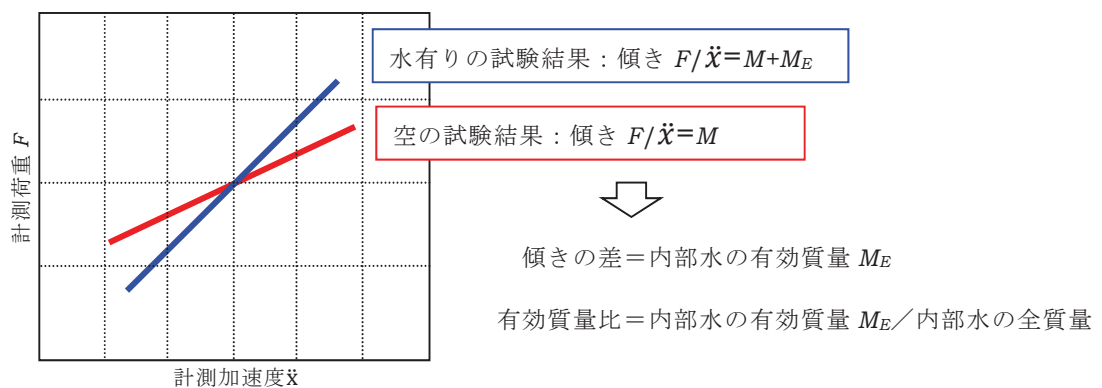 水有りの試験結果：傾き F/ẍ=M+M_E
空の試験結果：傾き F/ẍ=M
計測荷重 F
傾きの差＝内部水の有効質量 M_E
有効質量比＝内部水の有効質量 M_E／内部水の全質量
計測加速度ẍ